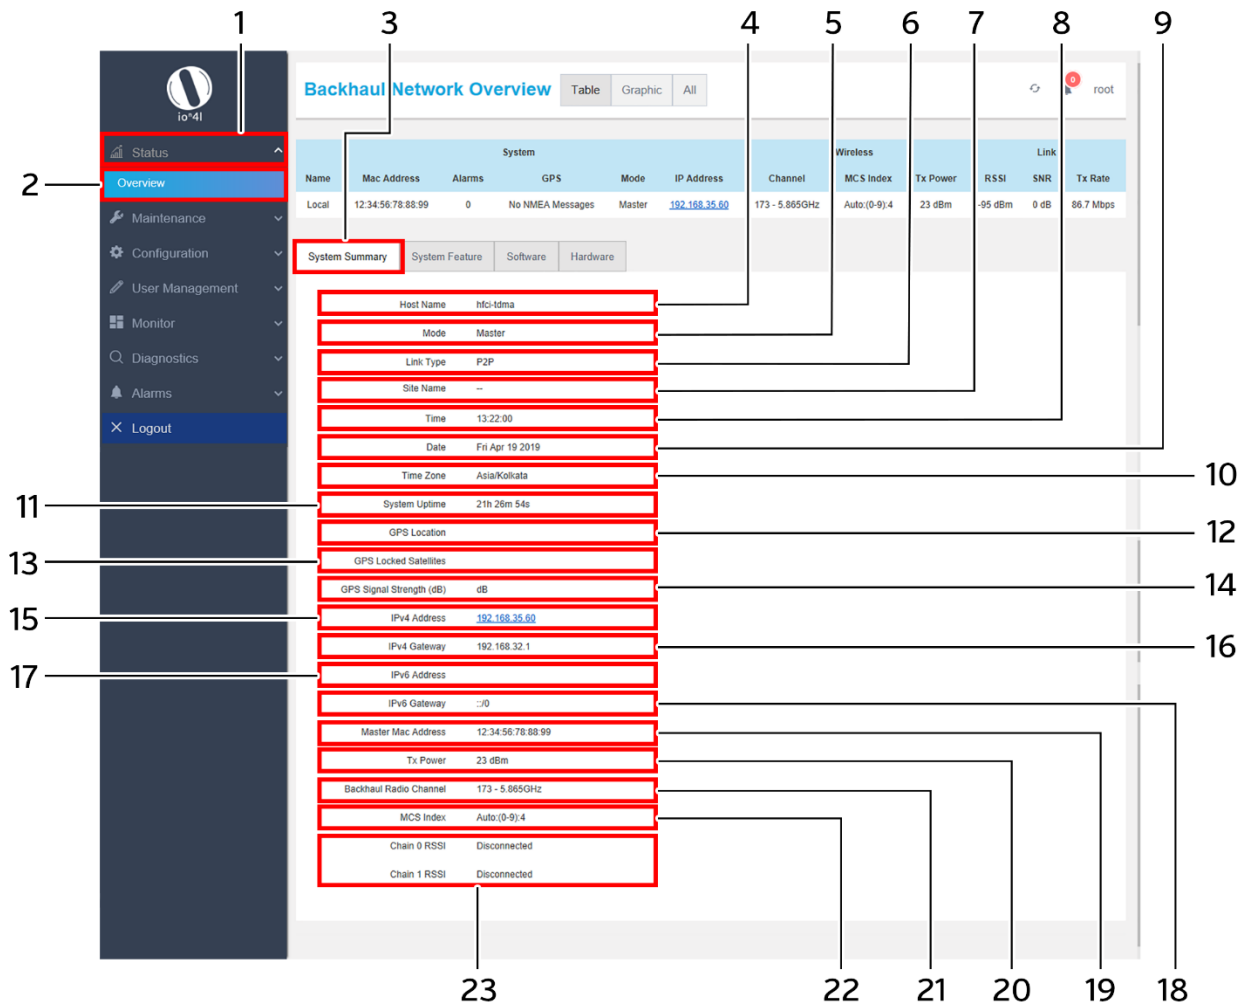 1 3 4 5 6 7 8 9
io"4l
Backhaul Network Overview Table Graphic All 0 root
Status
System Wireless Link
2 Overview
Name Mac Address Alarms GPS Mode IP Address Channel MCS Index Tx Power RSSI SNR Tx Rate
Local 12:34:56:78:88:99 0 No NMEA Messages Master 192.168.35.60 173 - 5.865GHz Auto:(0-9):4 23 dBm -95 dBm 0 dB 86.7 Mbps
Maintenance
Configuration
User Management
Monitor
Diagnostics
Alarms
Logout
System Summary System Feature Software Hardware
Host Name hfci-tdma
Mode Master
Link Type P2P
Site Name --
Time 13:22:00
Date Fri Apr 19 2019
Time Zone Asia/Kolkata 10
11 System Uptime 21h 26m 54s
GPS Location 12
13 GPS Locked Satellites
GPS Signal Strength (dB) dB 14
15 IPv4 Address 192.168.35.60
IPv4 Gateway 192.168.32.1 16
17 IPv6 Address
IPv6 Gateway ::/0
Master Mac Address 12:34:56:78:88:99
Tx Power 23 dBm
Backhaul Radio Channel 173 - 5.865GHz
MCS Index Auto:(0-9):4
Chain 0 RSSI Disconnected
Chain 1 RSSI Disconnected
23 22 21 20 19 18